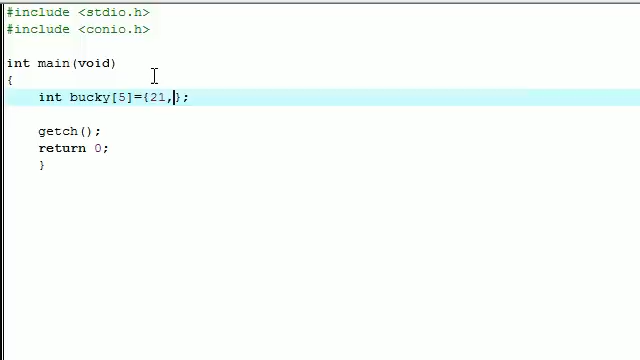 #include <stdio.h>
#include <conio.h>
int main(void)
{
int bucky[5]={21,};
getch();
return 0;
}